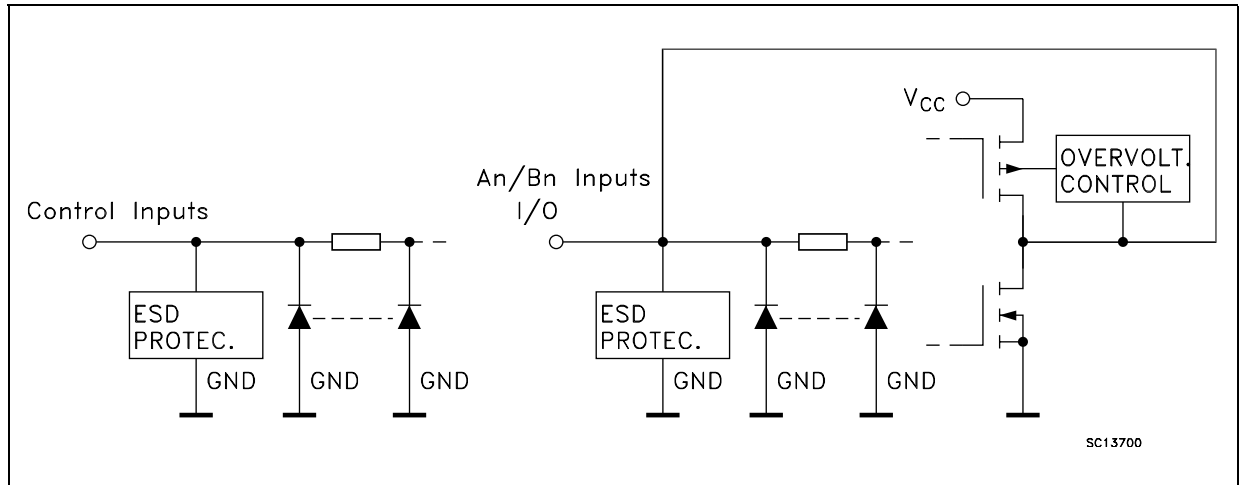 VCC
OVERVOLT.
CONTROL
An/Bn Inputs
I/O
Control Inputs
ESD
PROTEC.
GND
GND
GND
ESD
PROTEC.
GND
GND
GND
SC13700